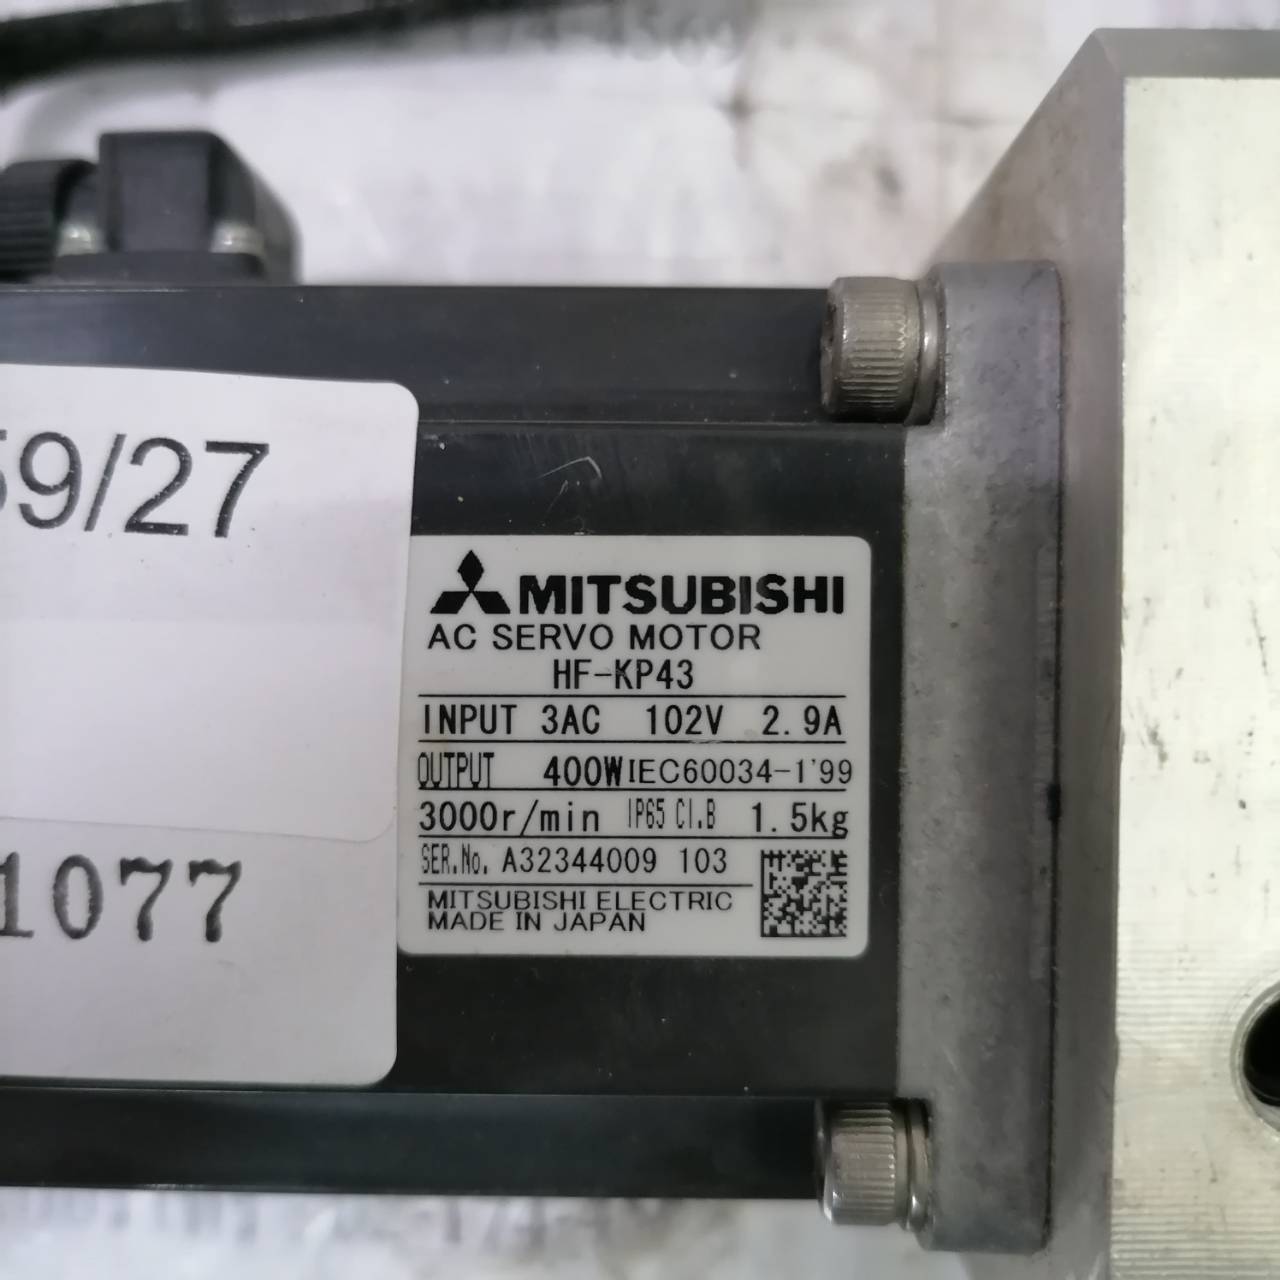 59/27
1077
MITSUBISHI
AC SERVO MOTOR
HF-KP43
INPUT 3AC 102V 2.9A
OUTPUT 400W IEC60034-1'99
3000r/min IP65 CI.B 1.5kg
SER.No. A32344009 103
MITSUBISHI ELECTRIC
MADE IN JAPAN